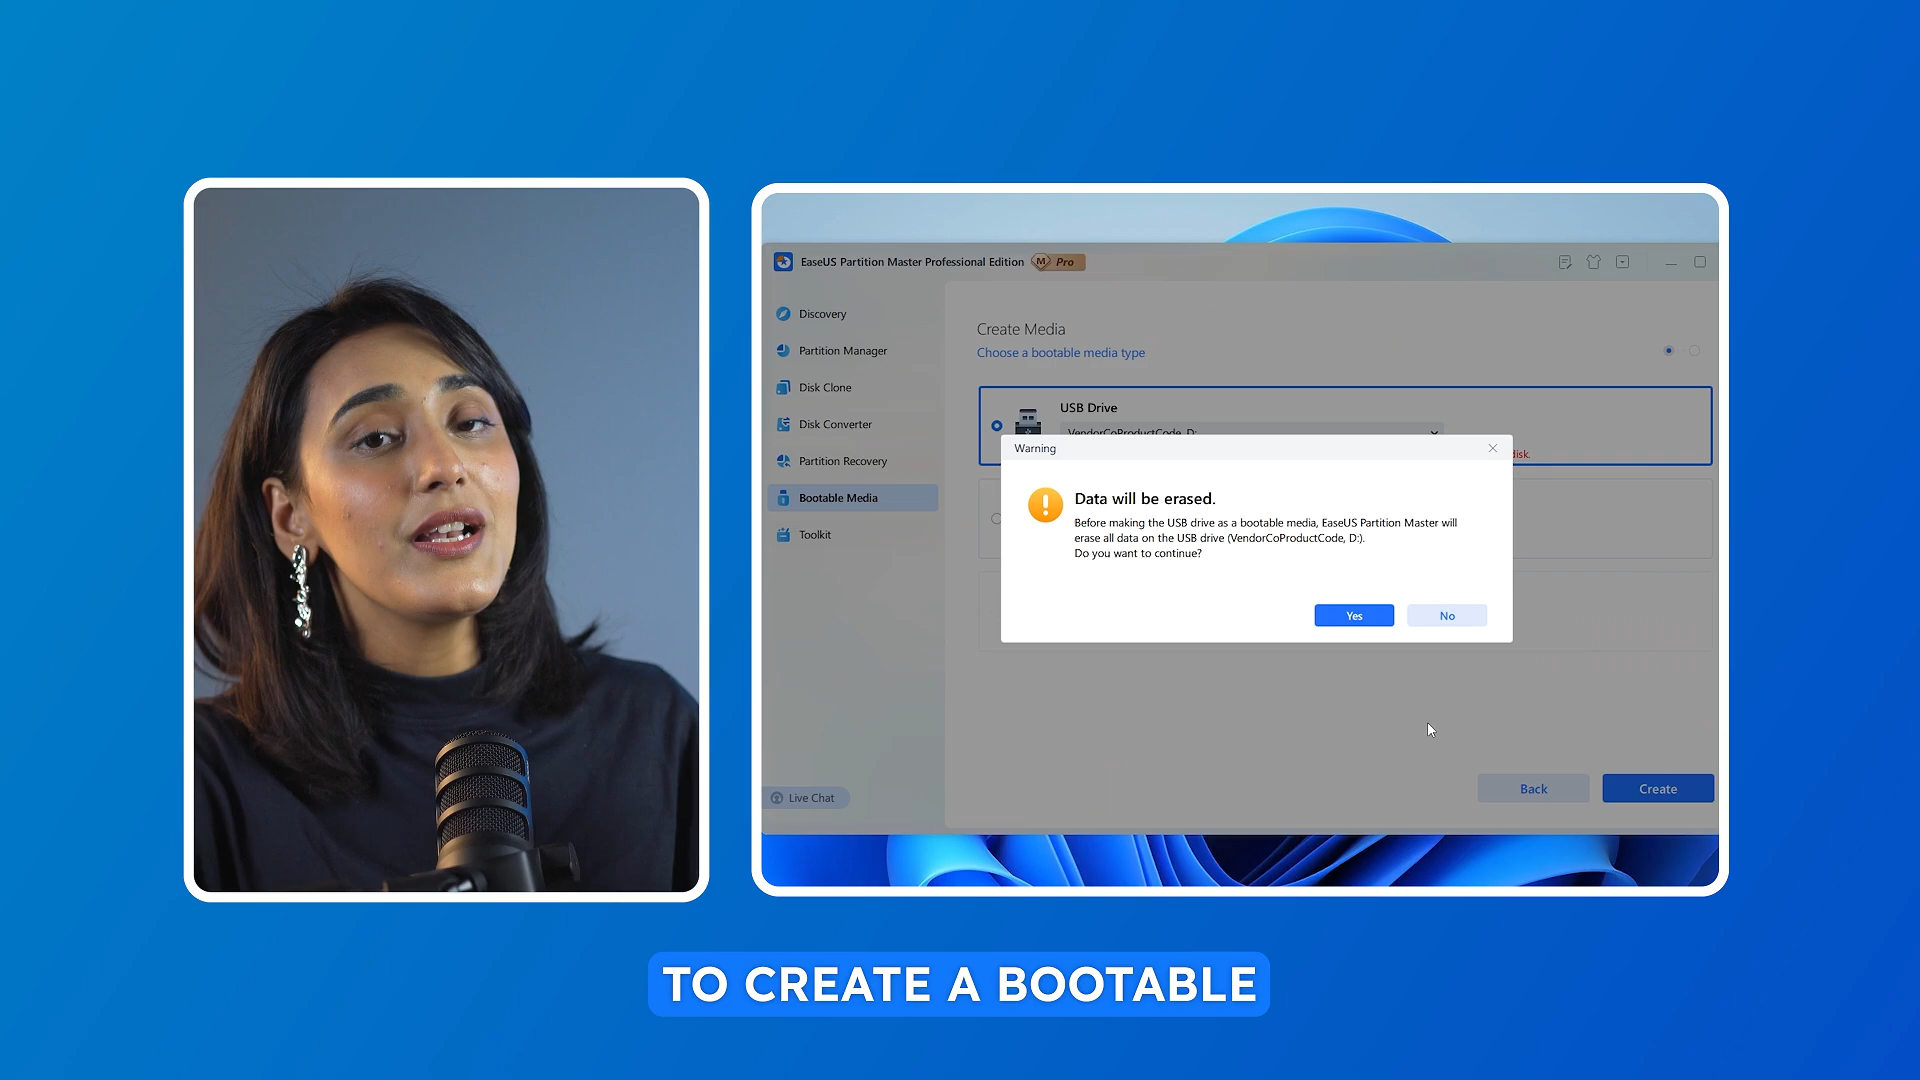 EaseUS Partition Master Professional Edition M Pro
Discovery
Partition Manager
Disk Clone
Disk Converter
Partition Recovery
Bootable Media
Toolkit
Live Chat
Create Media
Choose a bootable media type
USB Drive
VendorCoProductCode, D:
disk.
Warning
Data will be erased.
Before making the USB drive as a bootable media, EaseUS Partition Master will
erase all data on the USB drive (VendorCoProductCode, D:).
Do you want to continue?
Yes No
Back Create
TO CREATE A BOOTABLE